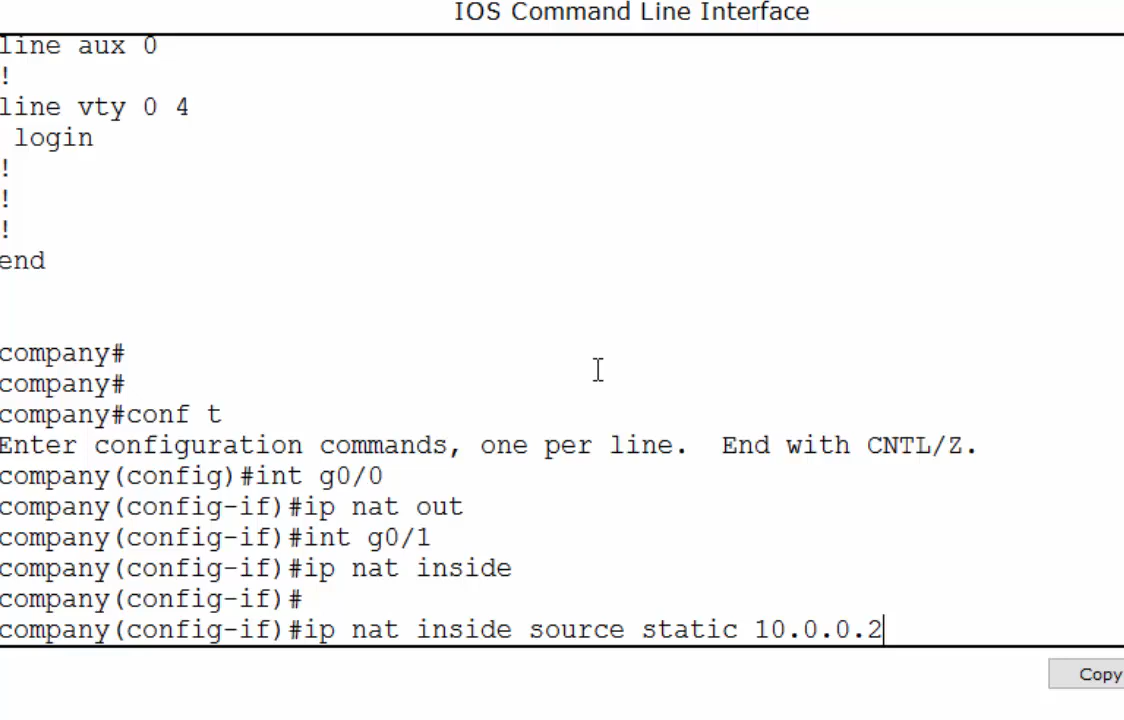 IOS Command Line Interface
line aux 0
!
line vty 0 4
login
!
!
!
end
company#
company#
company#conf t
Enter configuration commands, one per line. End with CNTL/Z.
company(config)#int g0/0
company(config-if)#ip nat out
company(config-if)#int g0/1
company(config-if)#ip nat inside
company(config-if)#
company(config-if)#ip nat inside source static 10.0.0.2
Copy